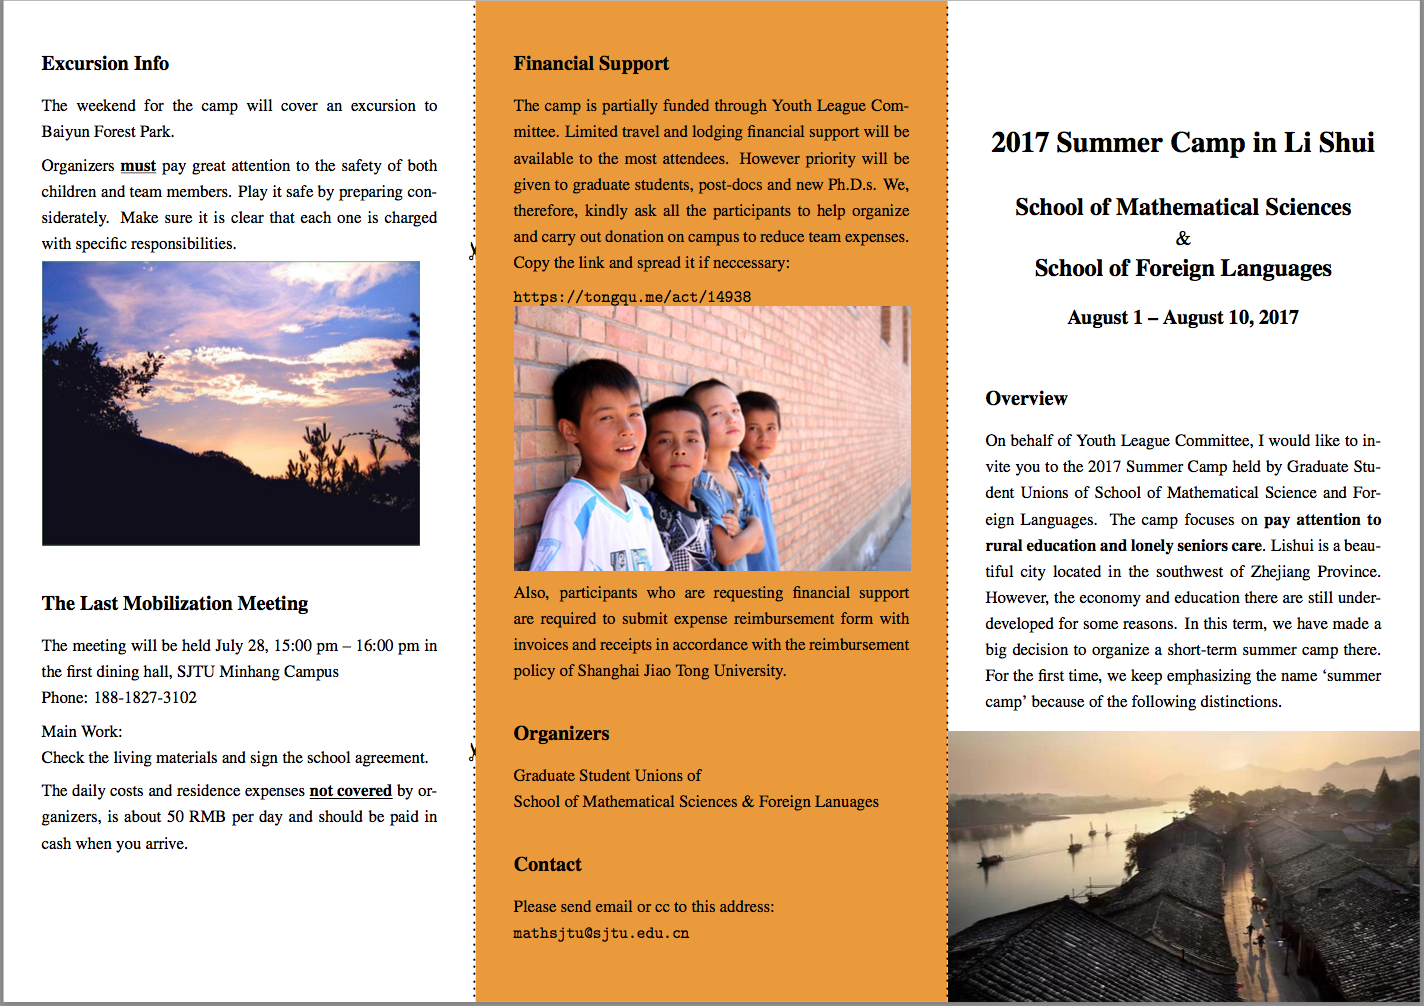 Excursion Info
The weekend for the camp will cover an excursion to
Baiyun Forest Park.
Organizers must pay great attention to the safety of both
children and team members. Play it safe by preparing con-
siderately. Make sure it is clear that each one is charged
with specific responsibilities.
The Last Mobilization Meeting
The meeting will be held July 28, 15:00 pm – 16:00 pm in
the first dining hall, SJTU Minhang Campus
Phone: 188-1827-3102
Main Work:
Check the living materials and sign the school agreement.
The daily costs and residence expenses not covered by or-
ganizers, is about 50 RMB per day and should be paid in
cash when you arrive.
Financial Support
The camp is partially funded through Youth League Com-
mittee. Limited travel and lodging financial support will be
available to the most attendees. However priority will be
given to graduate students, post-docs and new Ph.D.s. We,
therefore, kindly ask all the participants to help organize
and carry out donation on campus to reduce team expenses.
Copy the link and spread it if neccessary:
https://tongqu.me/act/14938
Also, participants who are requesting financial support
are required to submit expense reimbursement form with
invoices and receipts in accordance with the reimbursement
policy of Shanghai Jiao Tong University.
Organizers
Graduate Student Unions of
School of Mathematical Sciences & Foreign Lanuages
Contact
Please send email or cc to this address:
mathsjtu@sjtu.edu.cn
2017 Summer Camp in Li Shui
School of Mathematical Sciences
&
School of Foreign Languages
August 1 – August 10, 2017
Overview
On behalf of Youth League Committee, I would like to in-
vite you to the 2017 Summer Camp held by Graduate Stu-
dent Unions of School of Mathematical Science and For-
eign Languages. The camp focuses on pay attention to
rural education and lonely seniors care. Lishui is a beau-
tiful city located in the southwest of Zhejiang Province.
However, the economy and education there are still under-
developed for some reasons. In this term, we have made a
big decision to organize a short-term summer camp there.
For the first time, we keep emphasizing the name ‘summer
camp’ because of the following distinctions.